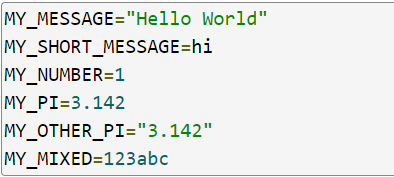 MY_MESSAGE="Hello World"
MY_SHORT_MESSAGE=hi
MY_NUMBER=1
MY_PI=3.142
MY_OTHER_PI="3.142"
MY_MIXED=123abc